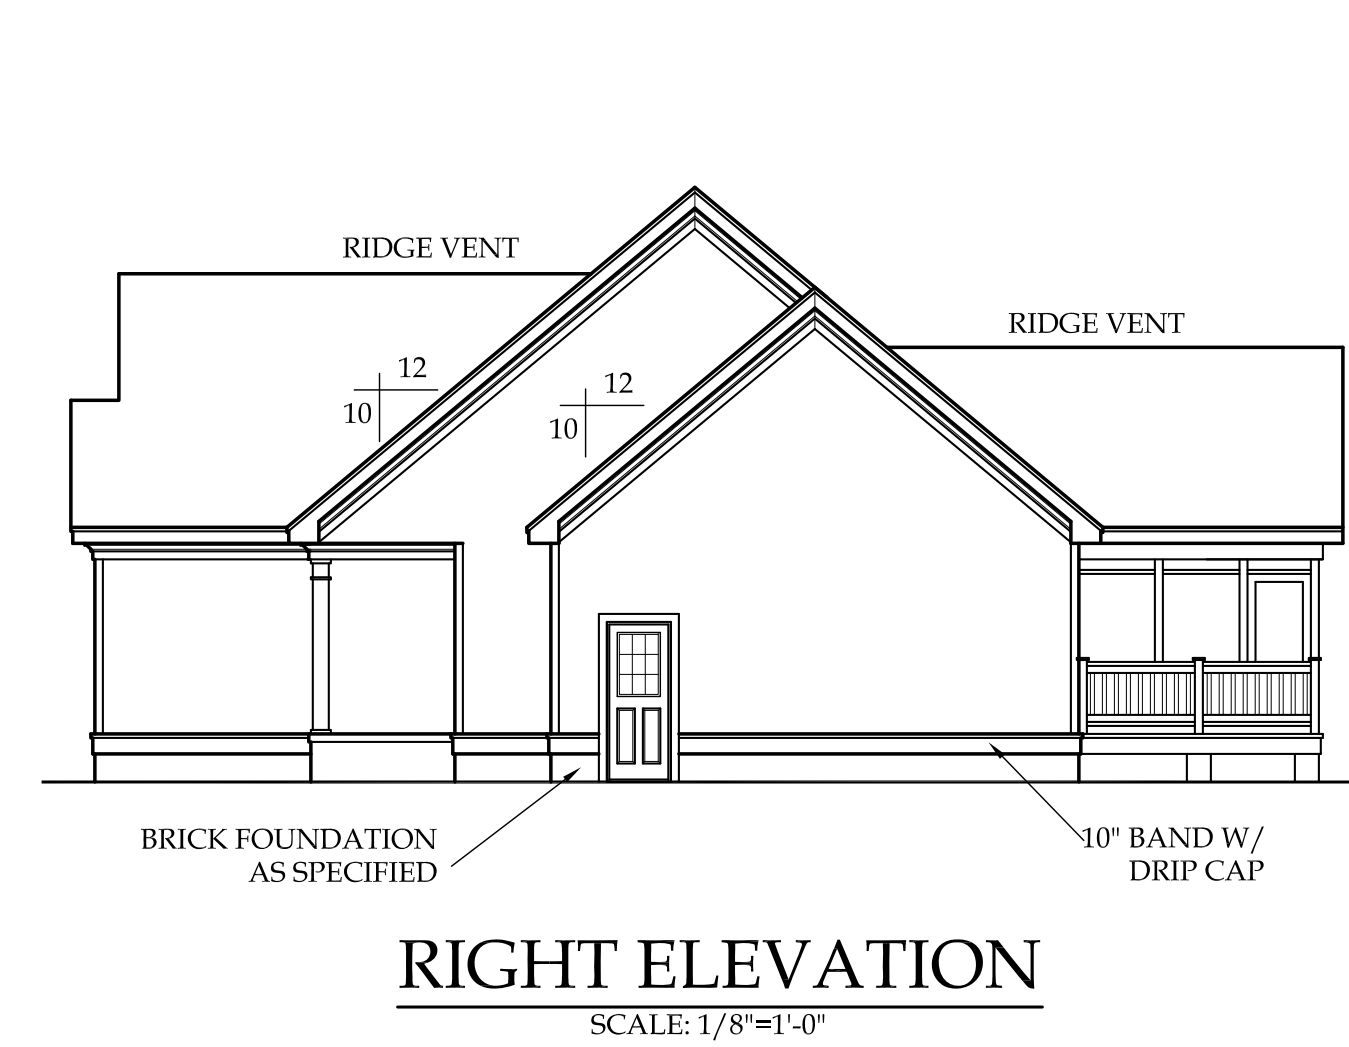 RIDGE VENT
RIDGE VENT
12
10
12
10
BRICK FOUNDATION
AS SPECIFIED
10" BAND W/
DRIP CAP
RIGHT ELEVATION
SCALE: 1/8"=1'-0"